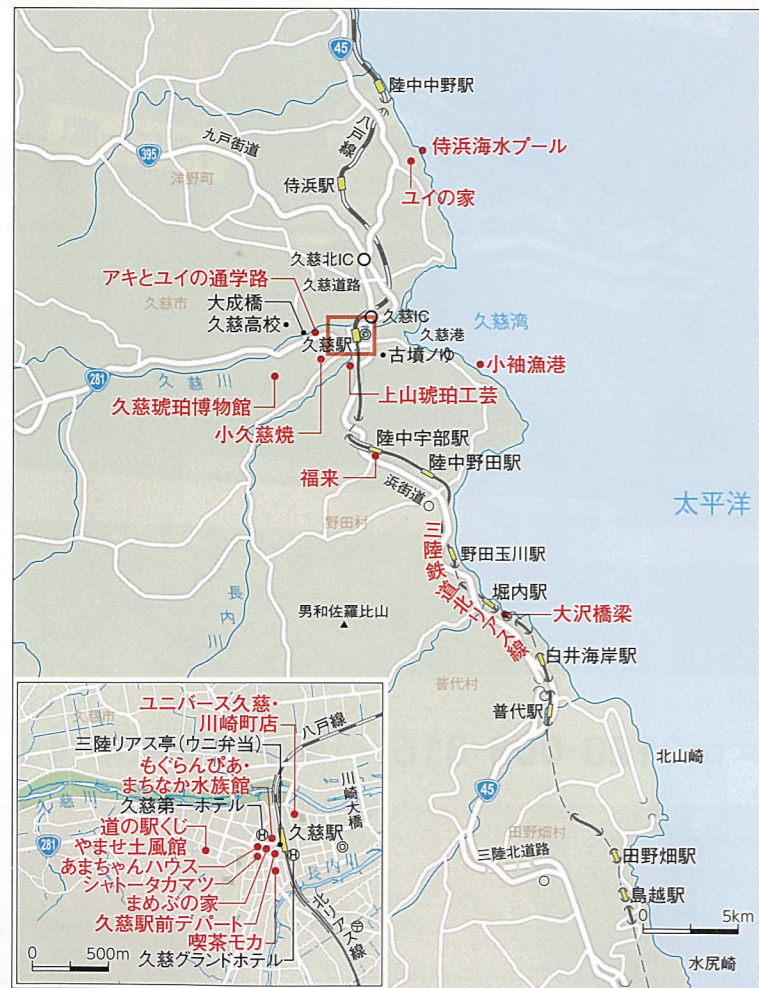 45
陸中中野駅
八戸線
九戸街道
395
侍浜海水プール
洋野町
侍浜駅
ユイの家
久慈北IC
アキとユイの通学路
久慈道路
久慈市
大成橋
久慈IC
久慈高校
久慈港
久慈湾
久慈駅
古墳ノゆ
小袖漁港
281
久慈川
上山琥珀工芸
久慈琥珀博物館
小久慈焼
陸中宇部駅
陸中野田駅
福来
浜街道
太平洋
野田村
三陸鉄道北リアス線
野田玉川駅
長内川
堀内駅
男和佐羅比山
大沢橋梁
白井海岸駅
普代村
普代駅
北山崎
45
田野畑村
三陸北道路
田野畑駅
島越駅
0 5km
水尻崎
ユニバース久慈・
川崎町店
久慈市
八戸線
三陸リアス亭(ウニ弁当)
もぐらんぴあ・
まちなか水族館
川崎大橋
久慈川
久慈第一ホテル
H
道の駅くじ
久慈駅
281
やませ土風館
H
あまちゃんハウス
長内川
シャトータカマツ
まめぶの家
久慈駅前デパート
北リアス線
喫茶モカ
0 500m
久慈グランドホテル